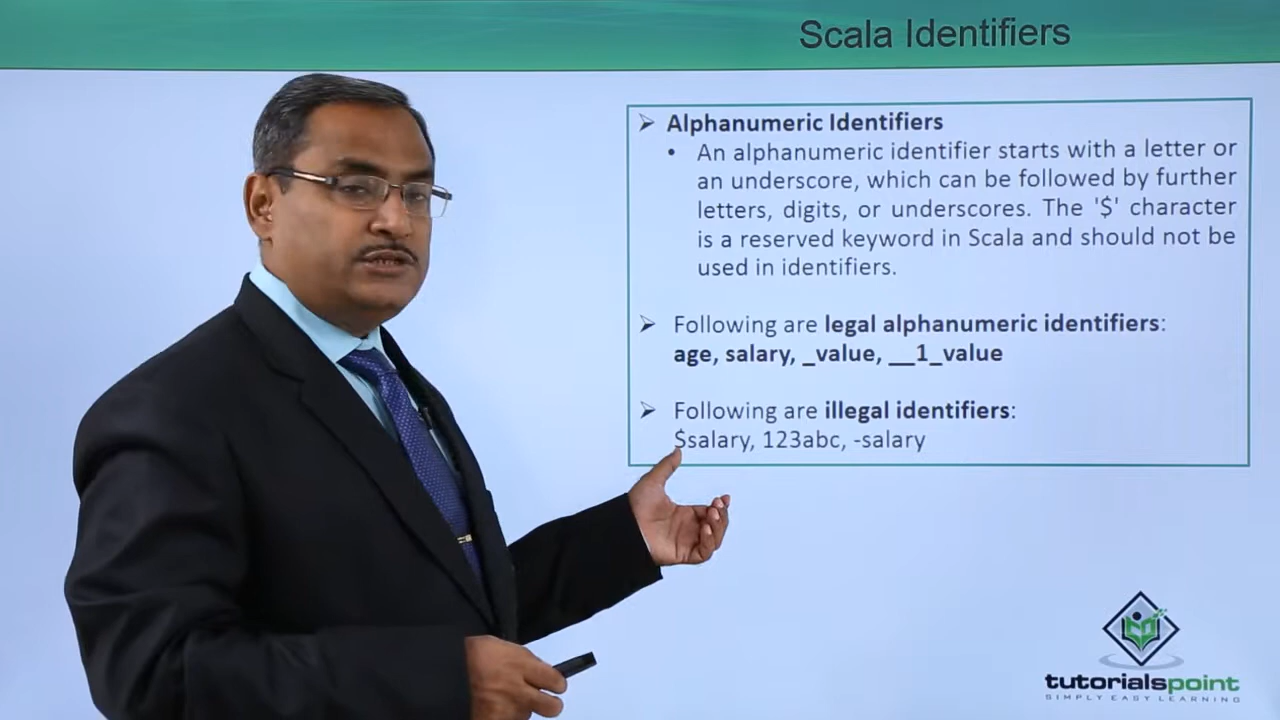 Scala Identifiers
➢ Alphanumeric Identifiers
• An alphanumeric identifier starts with a letter or
an underscore, which can be followed by further
letters, digits, or underscores. The '$' character
is a reserved keyword in Scala and should not be
used in identifiers.
➢ Following are legal alphanumeric identifiers:
age, salary, _value, __1_value
➢ Following are illegal identifiers:
$salary, 123abc, -salary
tutorialspoint
SIMPLY EASY LEARNING